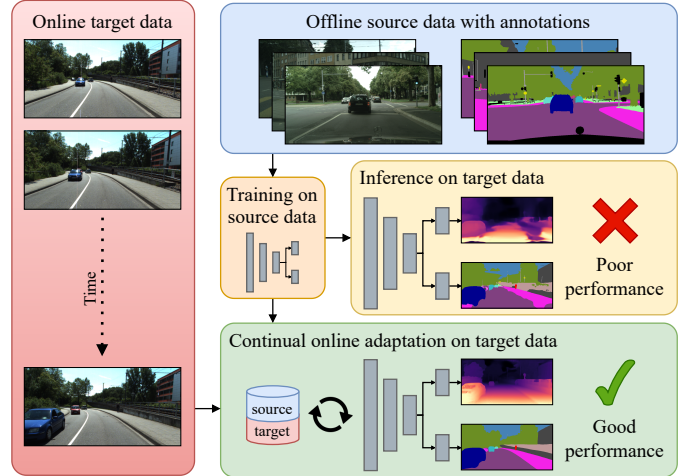 Online target data
Time
Offline source data with annotations
Training on
source data
Inference on target data
Poor
performance
Continual online adaptation on target data
source
target
Good
performance